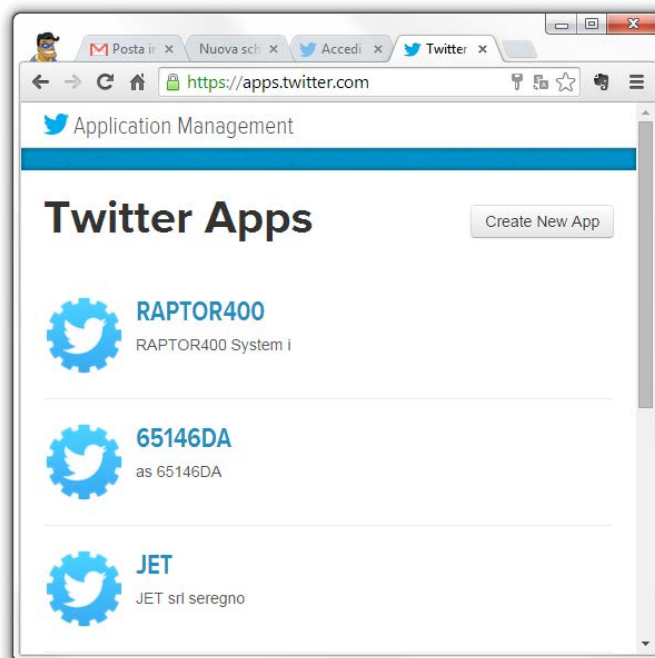 Posta ir
Nuova sch
Accedi
Twitter
https://apps.twitter.com
Application Management
Twitter Apps
Create New App
RAPTOR400
RAPTOR400 System i
65146DA
as 65146DA
JET
JET srl seregno